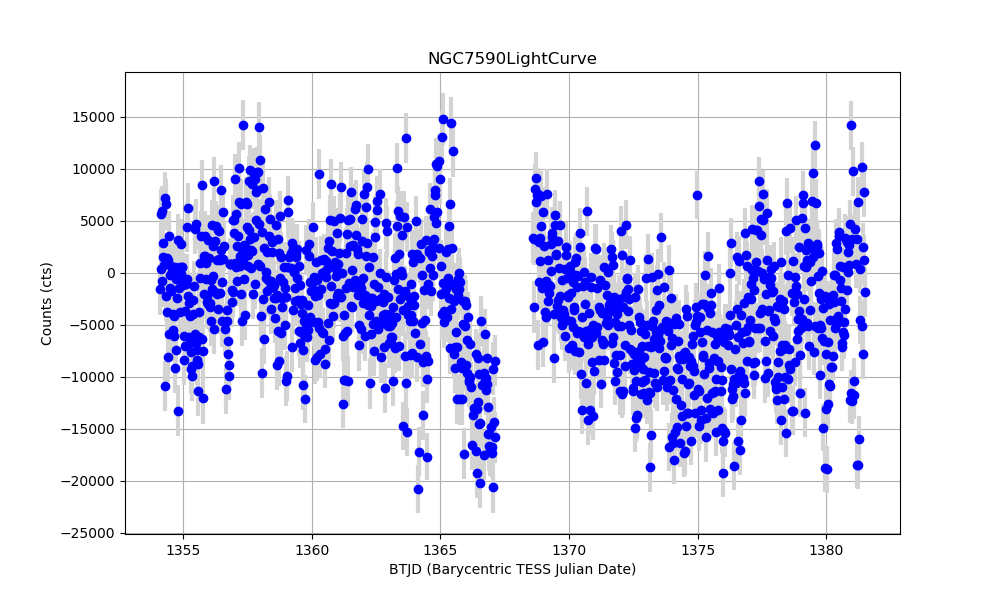 NGC7590LightCurve
15000
10000
5000
0
−5000
−10000
−15000
−20000
−25000
Counts (cts)
1355 1360 1365 1370 1375 1380
BTJD (Barycentric TESS Julian Date)